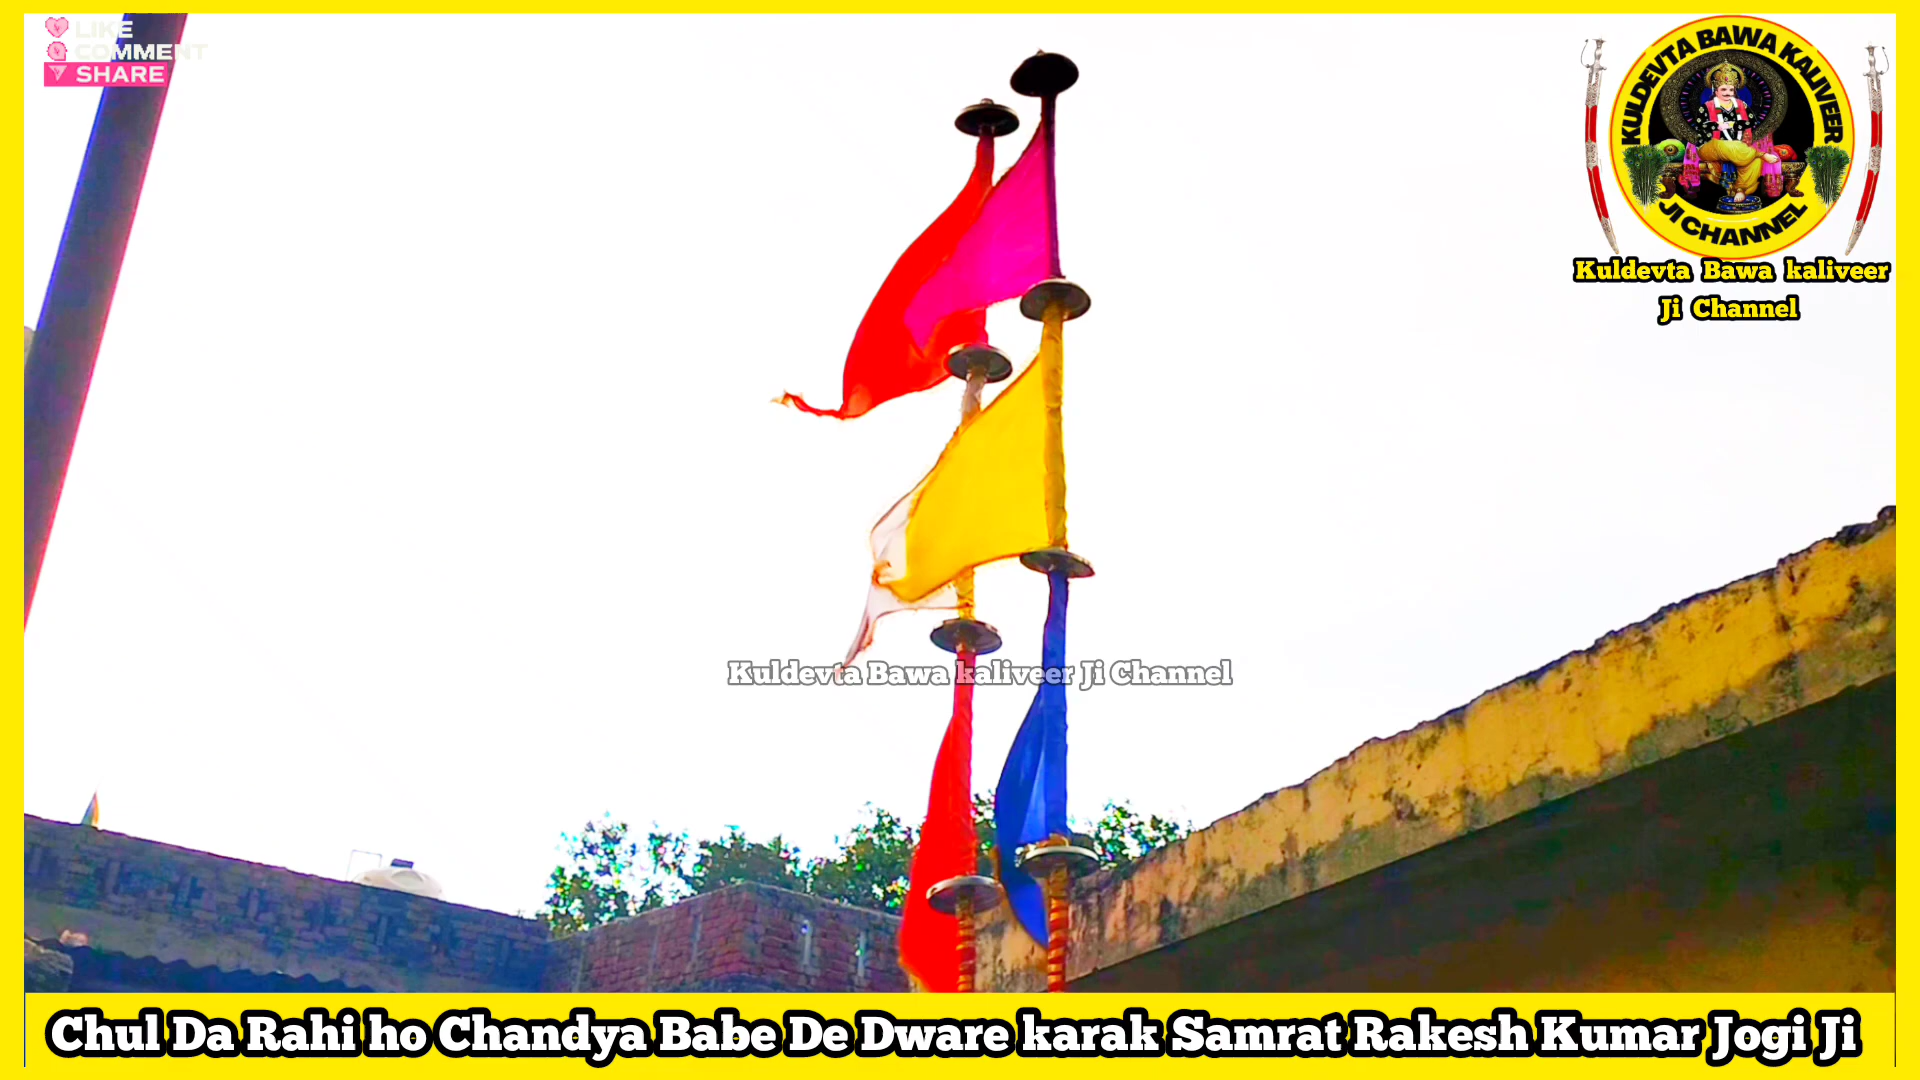 LIKE
COMMENT
SHARE
KULDEVTA BAWA KALIVEER
JI CHANNEL
Kuldevta Bawa kaliveer
Ji Channel
Kuldevta Bawa kaliveer Ji Channel
Chul Da Rahi ho Chandya Babe De Dware karak Samrat Rakesh Kumar Jogi Ji